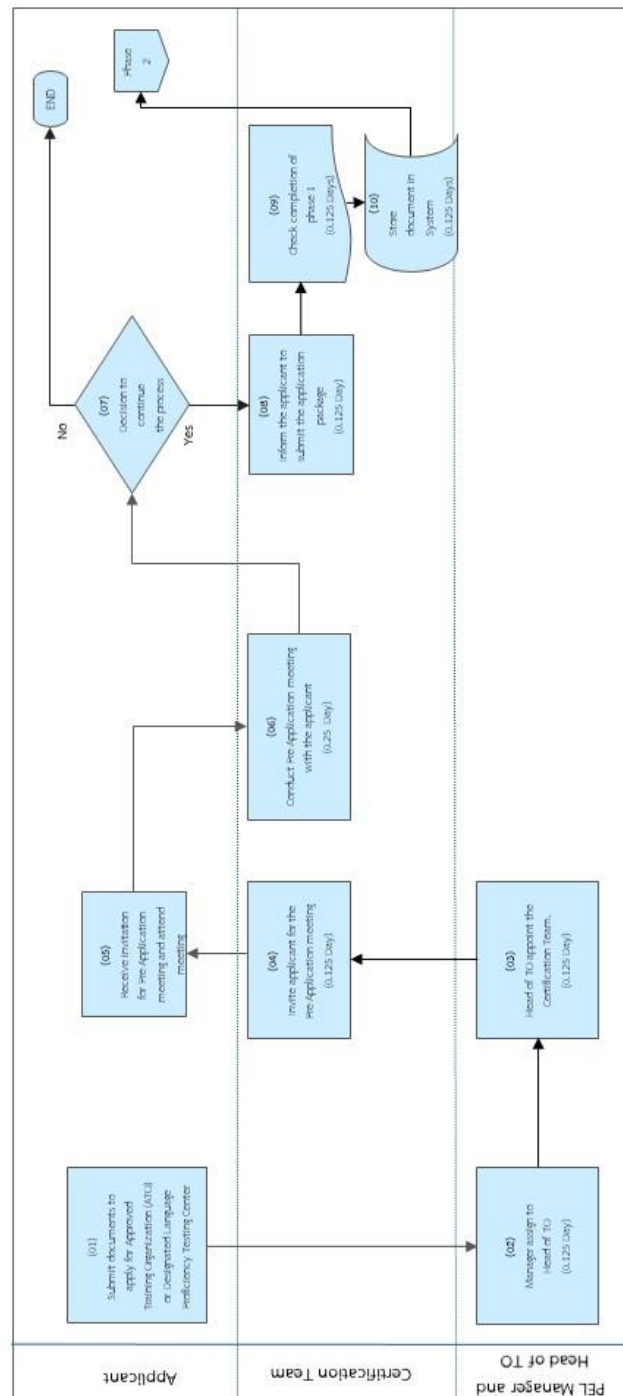 Applicant
Certification Team
PEL Manager and
Head of TO
(01)
Submit documents to
apply for Approved
Training Organization (ATO)
or Designated Language
Proficiency Testing Center
(02)
Manager assign to
Head of TO
(0.125 Day)
(03)
Head of TO appoint the
Certification Team.
(0.125 Day)
(04)
Invite applicant for the
Pre Application meeting
(0.125 Day)
(05)
Receive invitation
for Pre Application
meeting and attend
meeting
(06)
Conduct Pre Application meeting
with the applicant
(0.25 Day)
(07)
Decision to
continue
the process
No
Yes
END
(08)
Inform the applicant to
submit the application
package
(0.125 Day)
(09)
Check completion of
phase 1
(0.125 Days)
(10)
Store
document in
System
(0.125 Days)
Phase
2